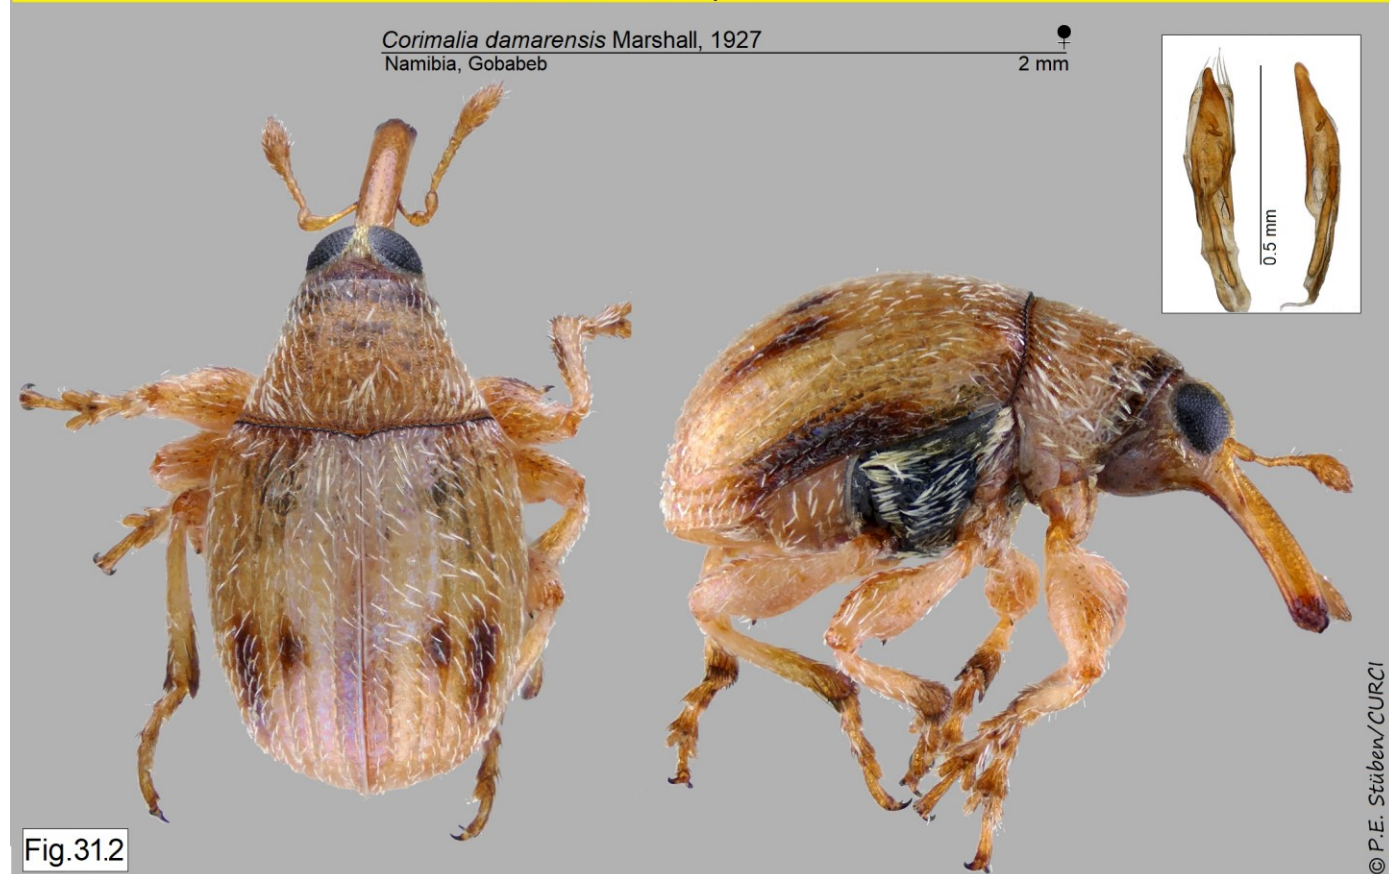 Corimalia damarensis Marshall, 1927
♀
Namibia, Gobabeb
2 mm
0.5 mm
© P.E. Stüben/CURCI
Fig.31.2